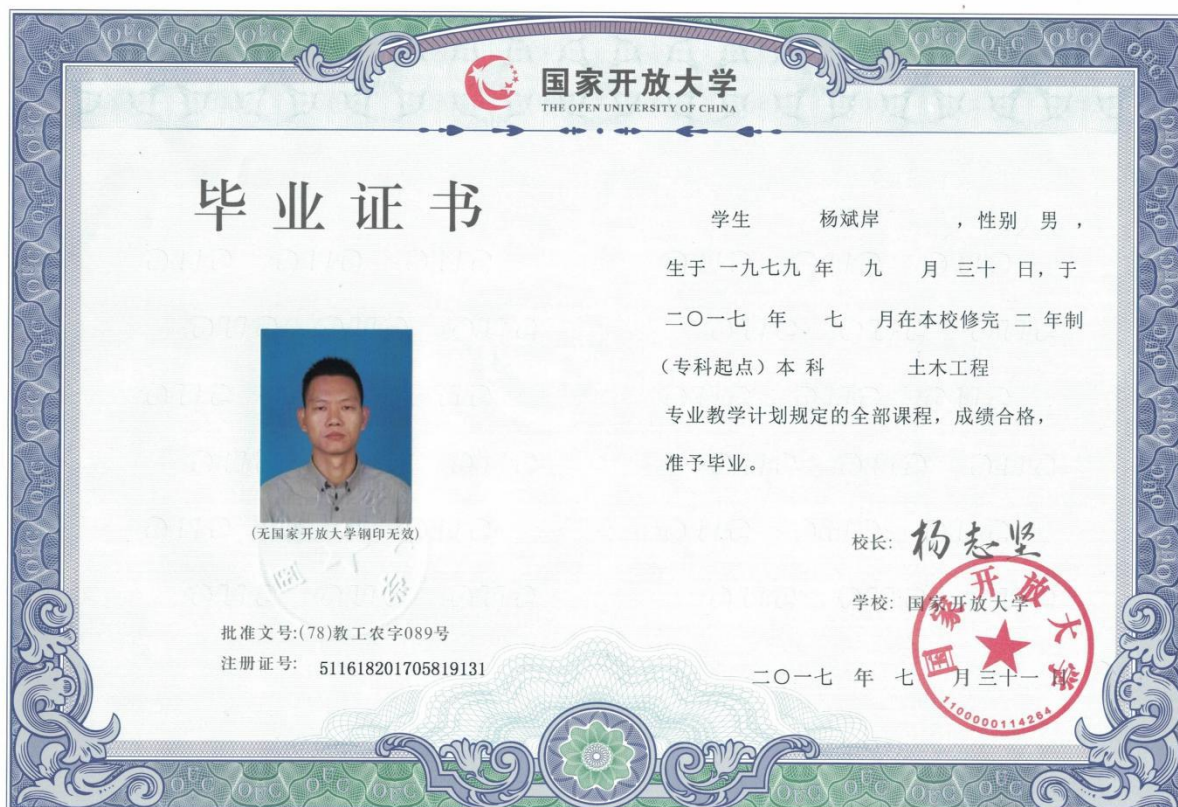 国家开放大学
THE OPEN UNIVERSITY OF CHINA
毕业证书
学生 杨斌岸 ，性别 男 ，
生于 一九七九 年 九 月 三十 日，于
二〇一七 年 七 月在本校修完 二 年制
（专科起点）本 科 土木工程
专业教学计划规定的全部课程，成绩合格，
准予毕业。
(无国家开放大学钢印无效)
校长: 杨志坚
学校: 国家开放大学
批准文号:(78)教工农字089号
注册证号: 511618201705819131
二〇一七 年 七 月 三十一 日
国家开放大学
1100000114264